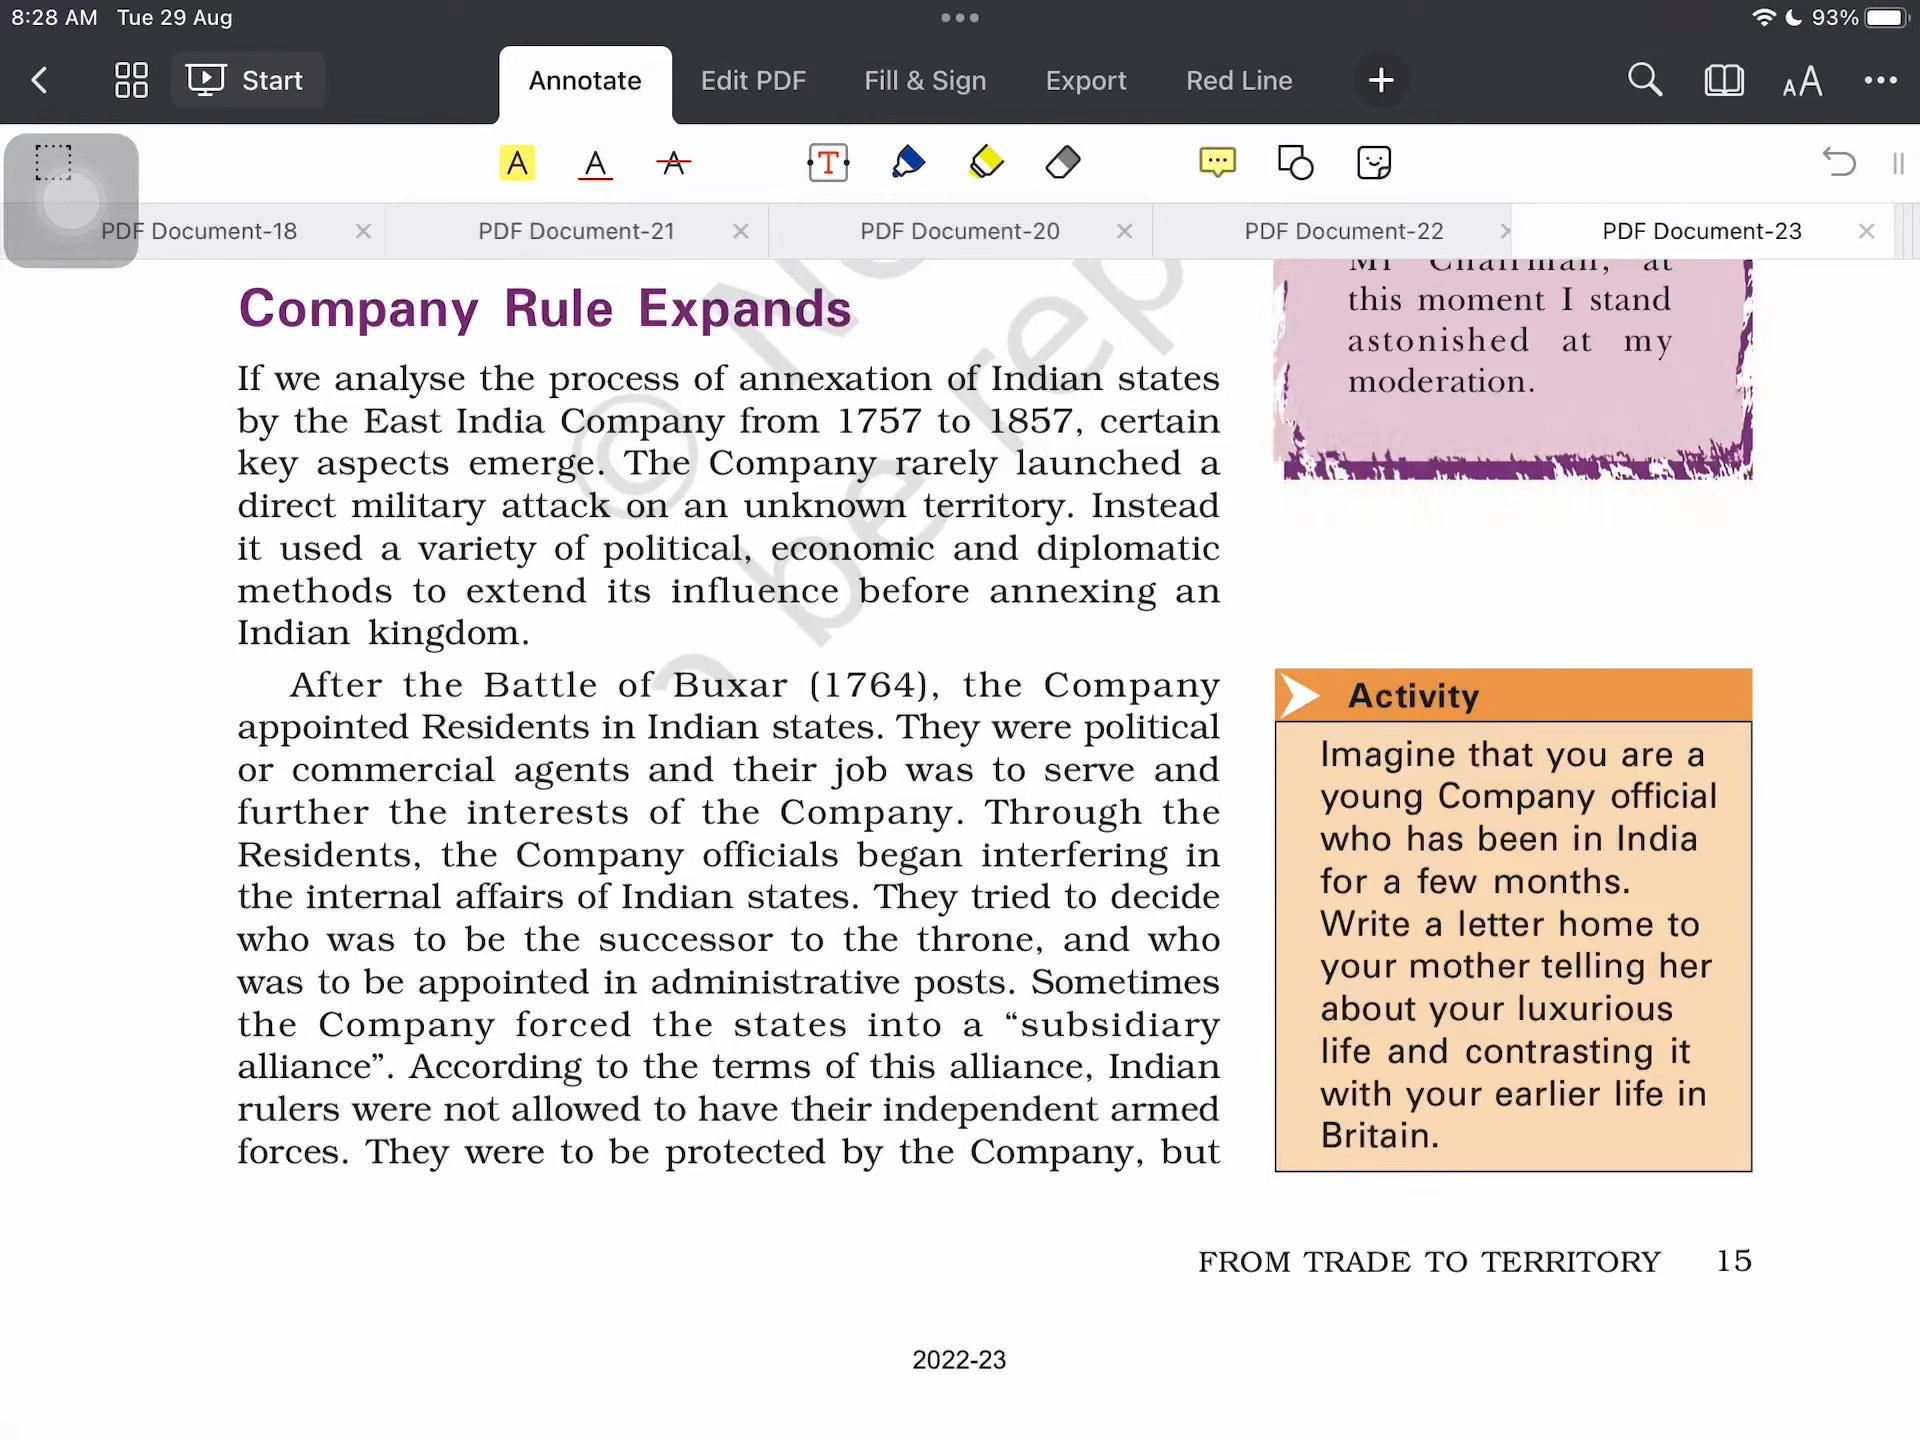 8:28 AM Tue 29 Aug
93%
Start
Annotate
Edit PDF
Fill & Sign
Export
Red Line
PDF Document-18
PDF Document-21
PDF Document-20
PDF Document-22
PDF Document-23
Mr Chairman, at
this moment I stand
astonished at my
moderation.
Company Rule Expands
If we analyse the process of annexation of Indian states
by the East India Company from 1757 to 1857, certain
key aspects emerge. The Company rarely launched a
direct military attack on an unknown territory. Instead
it used a variety of political, economic and diplomatic
methods to extend its influence before annexing an
Indian kingdom.
After the Battle of Buxar (1764), the Company
appointed Residents in Indian states. They were political
or commercial agents and their job was to serve and
further the interests of the Company. Through the
Residents, the Company officials began interfering in
the internal affairs of Indian states. They tried to decide
who was to be the successor to the throne, and who
was to be appointed in administrative posts. Sometimes
the Company forced the states into a “subsidiary
alliance”. According to the terms of this alliance, Indian
rulers were not allowed to have their independent armed
forces. They were to be protected by the Company, but
Activity
Imagine that you are a
young Company official
who has been in India
for a few months.
Write a letter home to
your mother telling her
about your luxurious
life and contrasting it
with your earlier life in
Britain.
FROM TRADE TO TERRITORY 15
2022-23